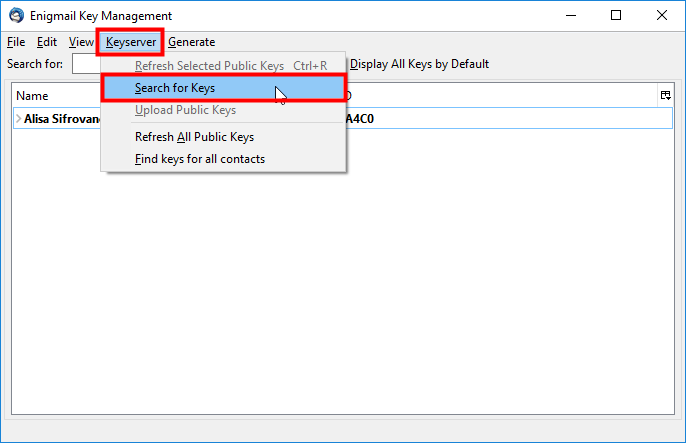 Enigmail Key Management
File Edit View Keyserver Generate
Search for: Display All Keys by Default
Refresh Selected Public Keys Ctrl+R
Search for Keys
Upload Public Keys
Refresh All Public Keys
Find keys for all contacts
Name D
Alisa A4C0